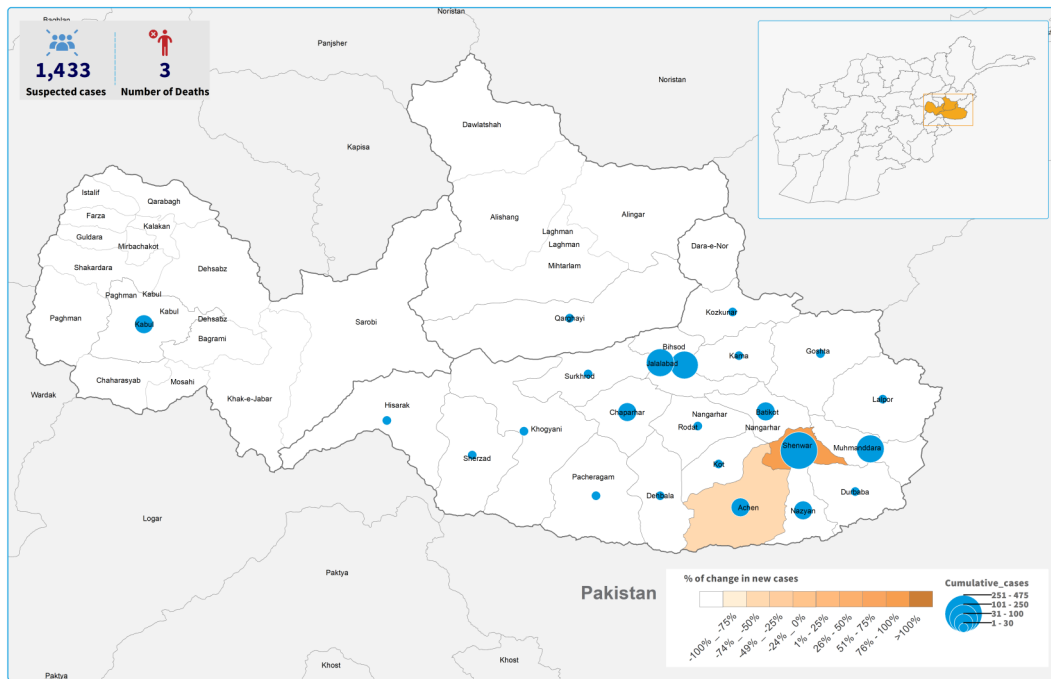 Baghlan
Noristan
1,433
Suspected cases
3
Number of Deaths
Panjsher
Noristan
Kapisa
Dawlatshah
Istalif
Qarabagh
Farza
Kalakan
Guldara
Mirbachakot
Shakardara
Dehsabz
Alishang
Alingar
Laghman
Laghman
Mihtarlam
Dara-e-Nor
Paghman
Kabul
Kabul
Paghman
Kabul
Dehsabz
Bagrami
Sarobi
Qarghayi
Kozkunar
Bihsod
Jalalabad
Kama
Goshta
Surkhrod
Chaharasyab
Mosahi
Khak-e-Jabar
Wardak
Hisarak
Lalpor
Chaparhar
Nangarhar
Batikot
Rodat
Nangarhar
Khogyani
Shenwar
Muhmanddara
Sherzad
Kot
Pacheragam
Dehbala
Durbaba
Achen
Nazyan
Logar
Paktya
Pakistan
Khost
Khost
Paktya
% of change in new cases
-100% – -75%
-74% – -50%
-49% – -25%
-24% – 0%
1% - 25%
26% - 50%
51% - 75%
76% - 100%
>100%
Cumulative_cases
251 - 475
101 - 250
31 - 100
1 - 30